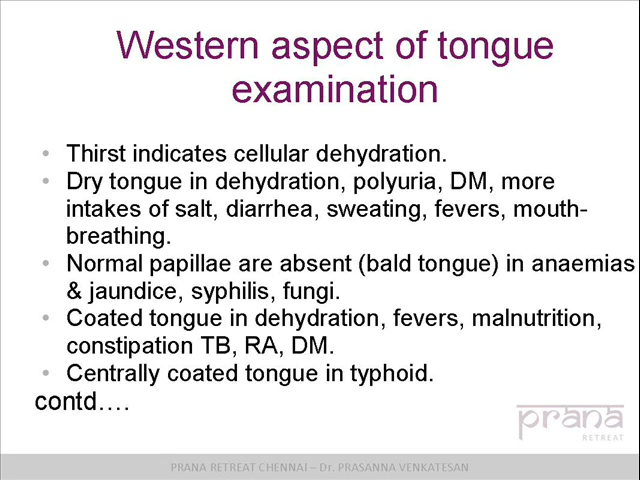 Western aspect of tongue
examination
• Thirst indicates cellular dehydration.
• Dry tongue in dehydration, polyuria, DM, more
intakes of salt, diarrhea, sweating, fevers, mouth-
breathing.
• Normal papillae are absent (bald tongue) in anaemias
& jaundice, syphilis, fungi.
• Coated tongue in dehydration, fevers, malnutrition,
constipation TB, RA, DM.
• Centrally coated tongue in typhoid.
contd….
prana
RETREAT
PRANA RETREAT CHENNAI – Dr. PRASANNA VENKATESAN